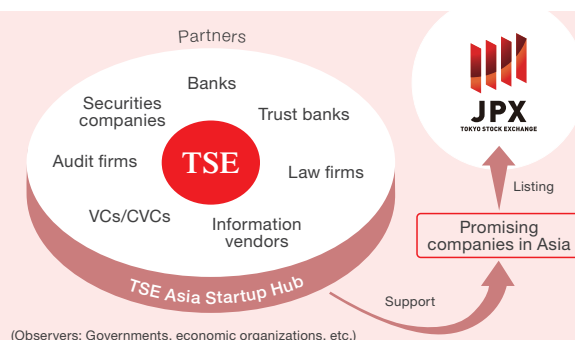 Partners
Banks
Securities
companies
Trust banks
Audit firms
TSE
Law firms
VCs/CVCs
Information
vendors
TSE Asia Startup Hub
(Observers: Governments, economic organizations, etc.)
Support
Promising
companies in Asia
Listing
JPX
TOKYO STOCK EXCHANGE